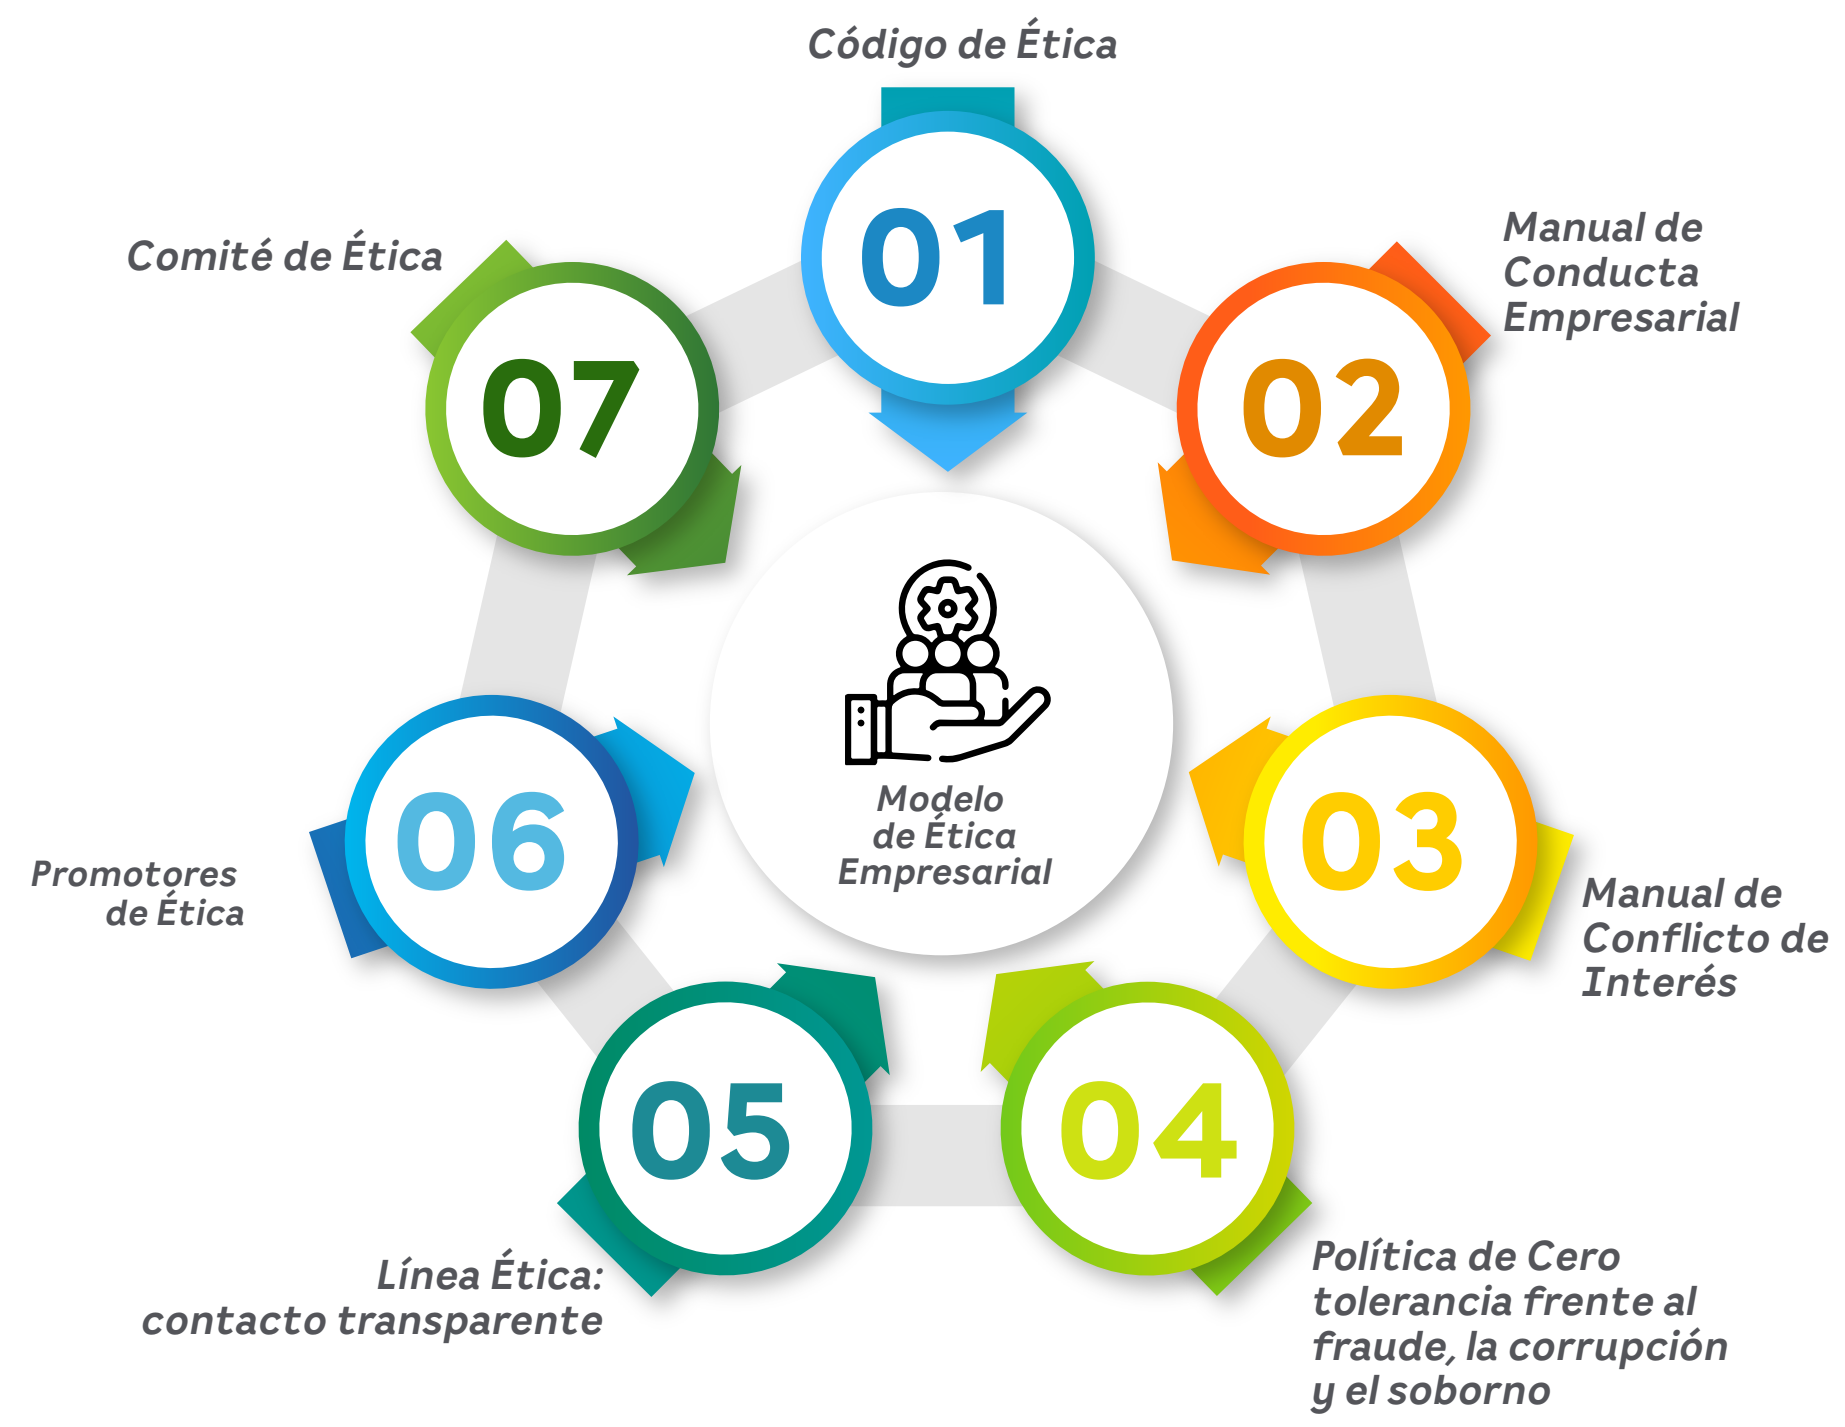 Código de Ética
01
Manual de
Conducta
Empresarial
02
Manual de
Conflicto de
Interés
03
Política de Cero
tolerancia frente al
fraude, la corrupción
y el soborno
04
Línea Ética:
contacto transparente
05
Promotores
de Ética
06
Comité de Ética
07
Modelo
de Ética
Empresarial